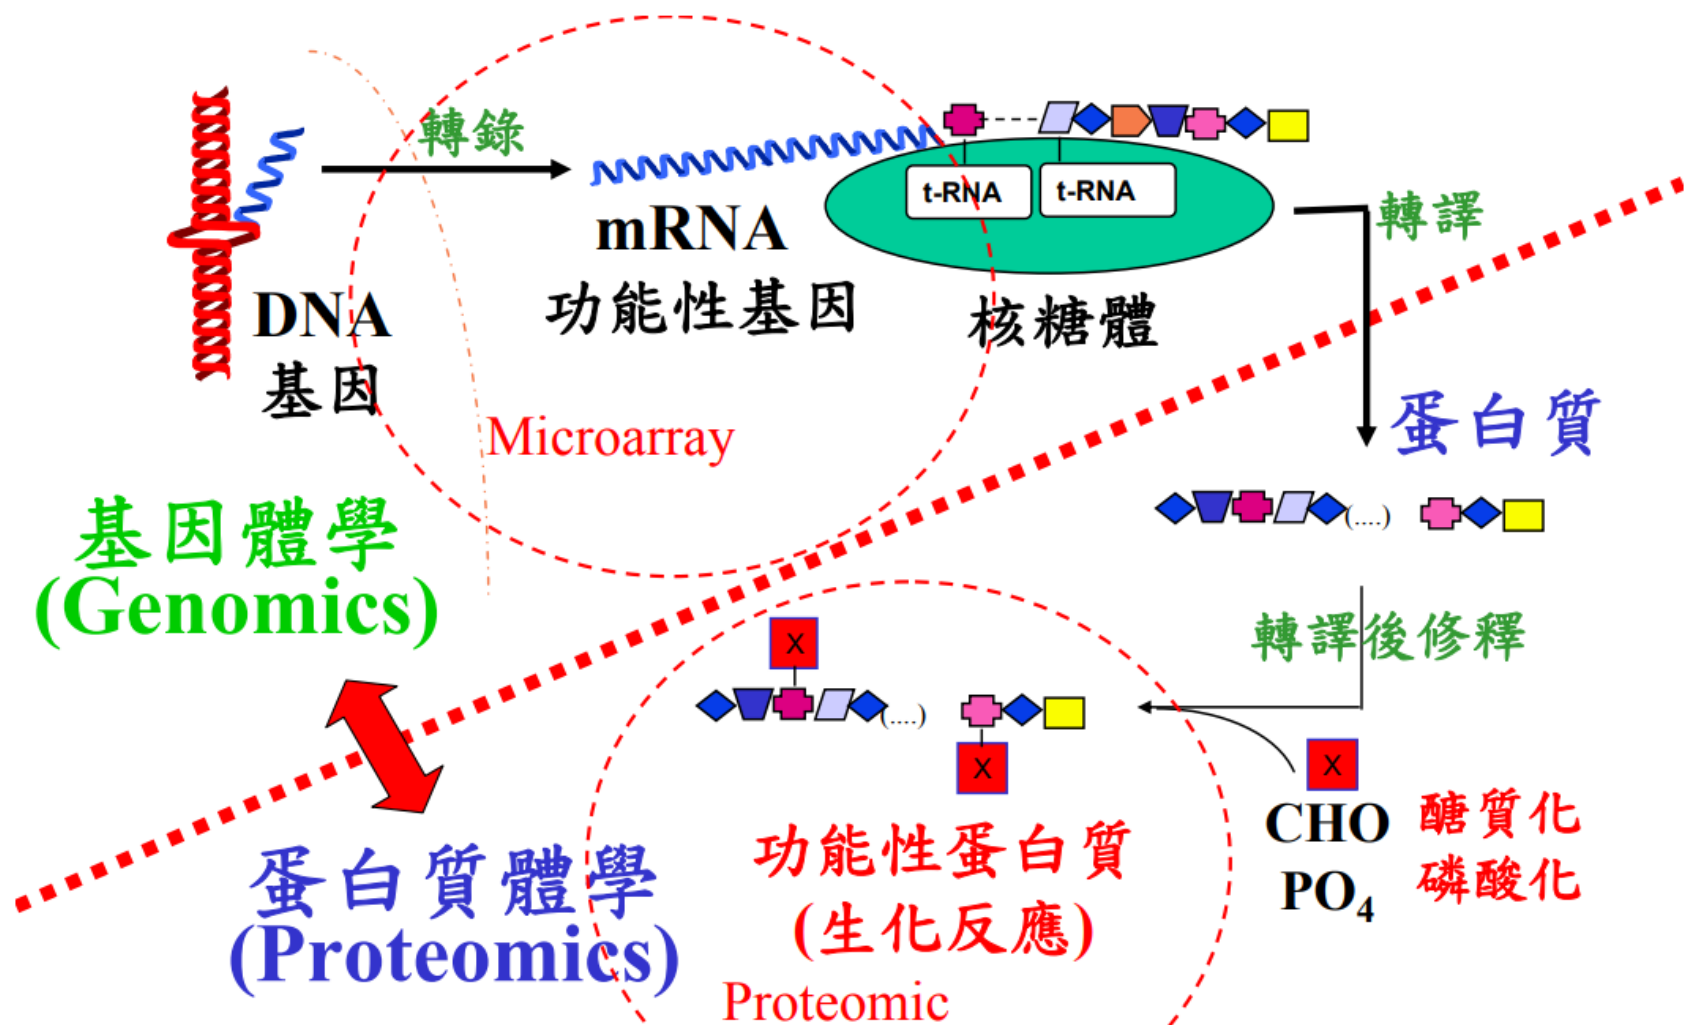 轉錄
t-RNA
t-RNA
mRNA
功能性基因
核糖體
轉譯
DNA
基因
Microarray
蛋白質
(....)
基因體學
(Genomics)
轉譯後修釋
X
(....)
X
X
CHO 醣質化
PO4 磷酸化
功能性蛋白質
(生化反應)
蛋白質體學
(Proteomics)
Proteomic